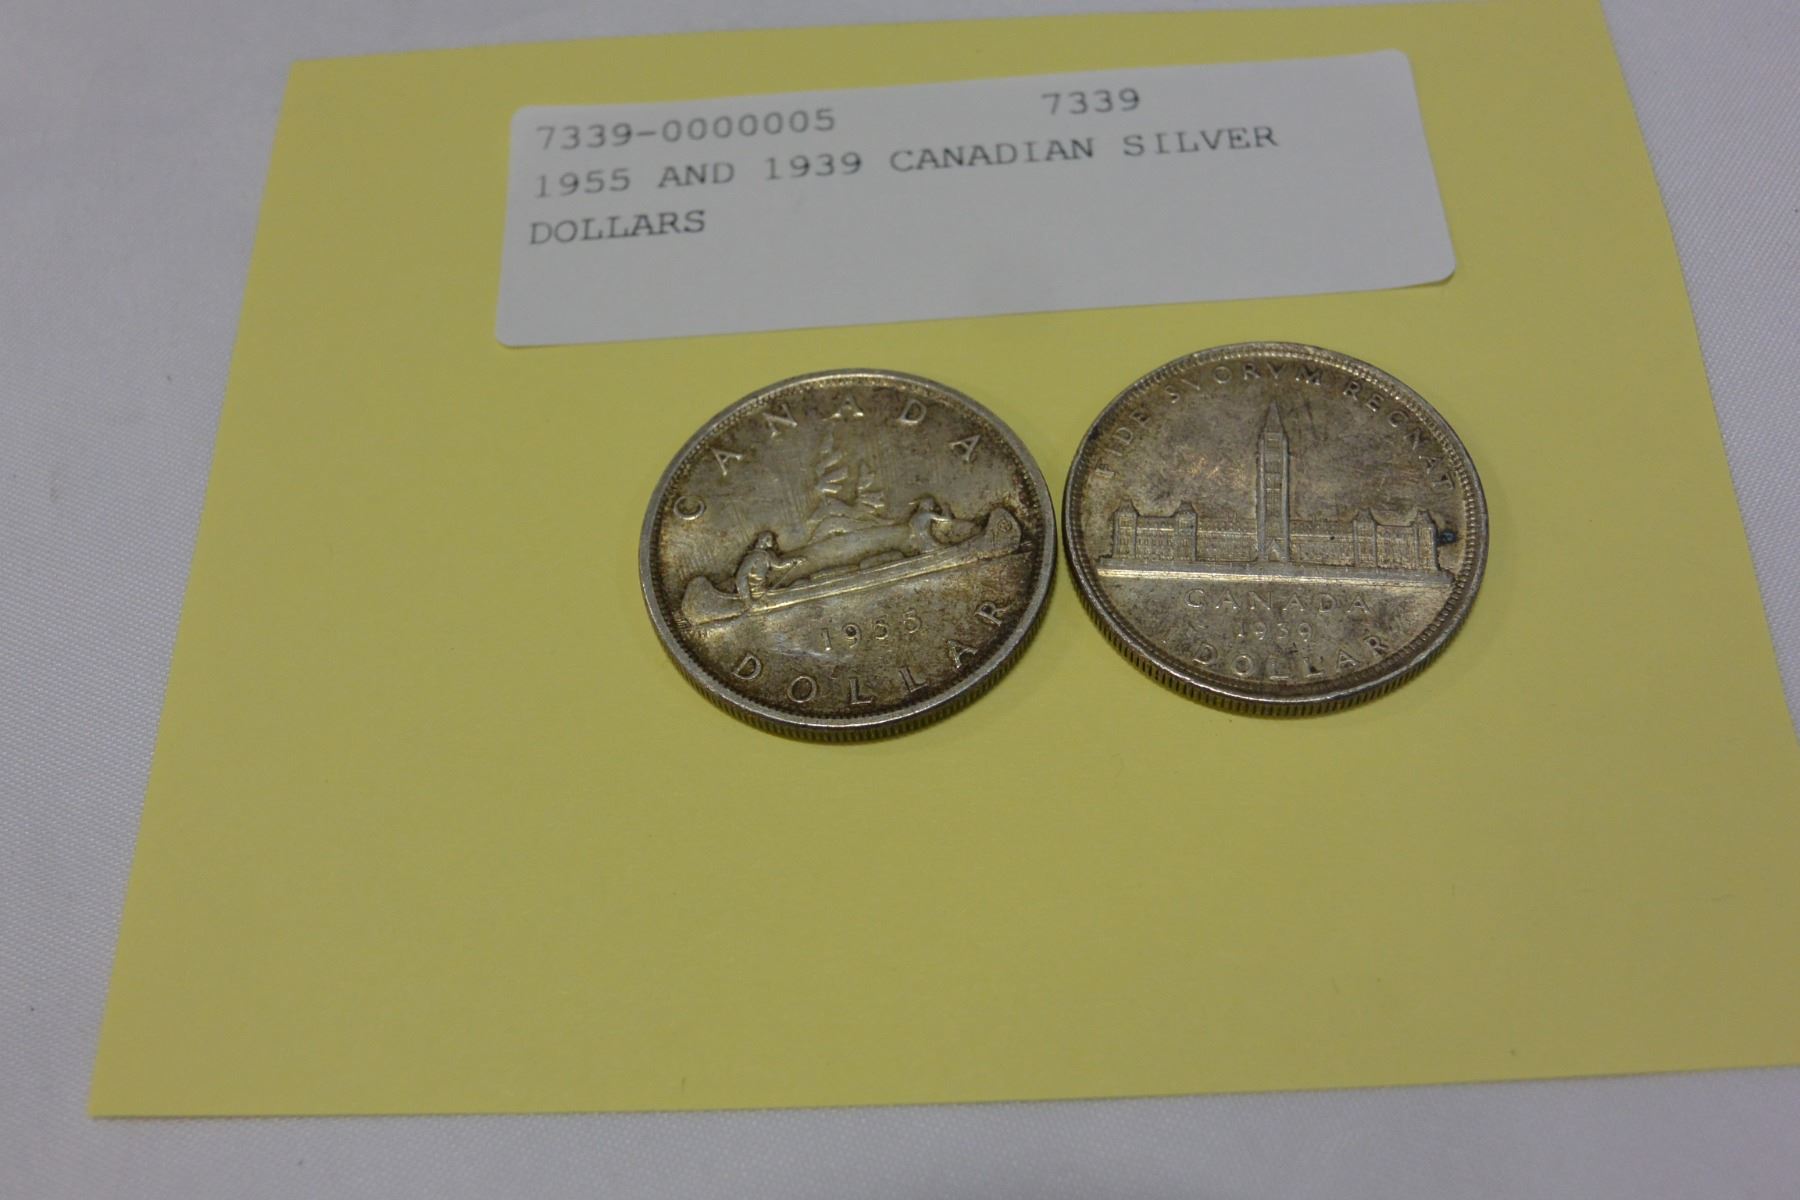 7339-0000005 7339
1955 AND 1939 CANADIAN SILVER
DOLLARS
CANADA
1955
DOLLAR
FIDE SVORVM REGNAT
CANADA
1939
DOLLAR